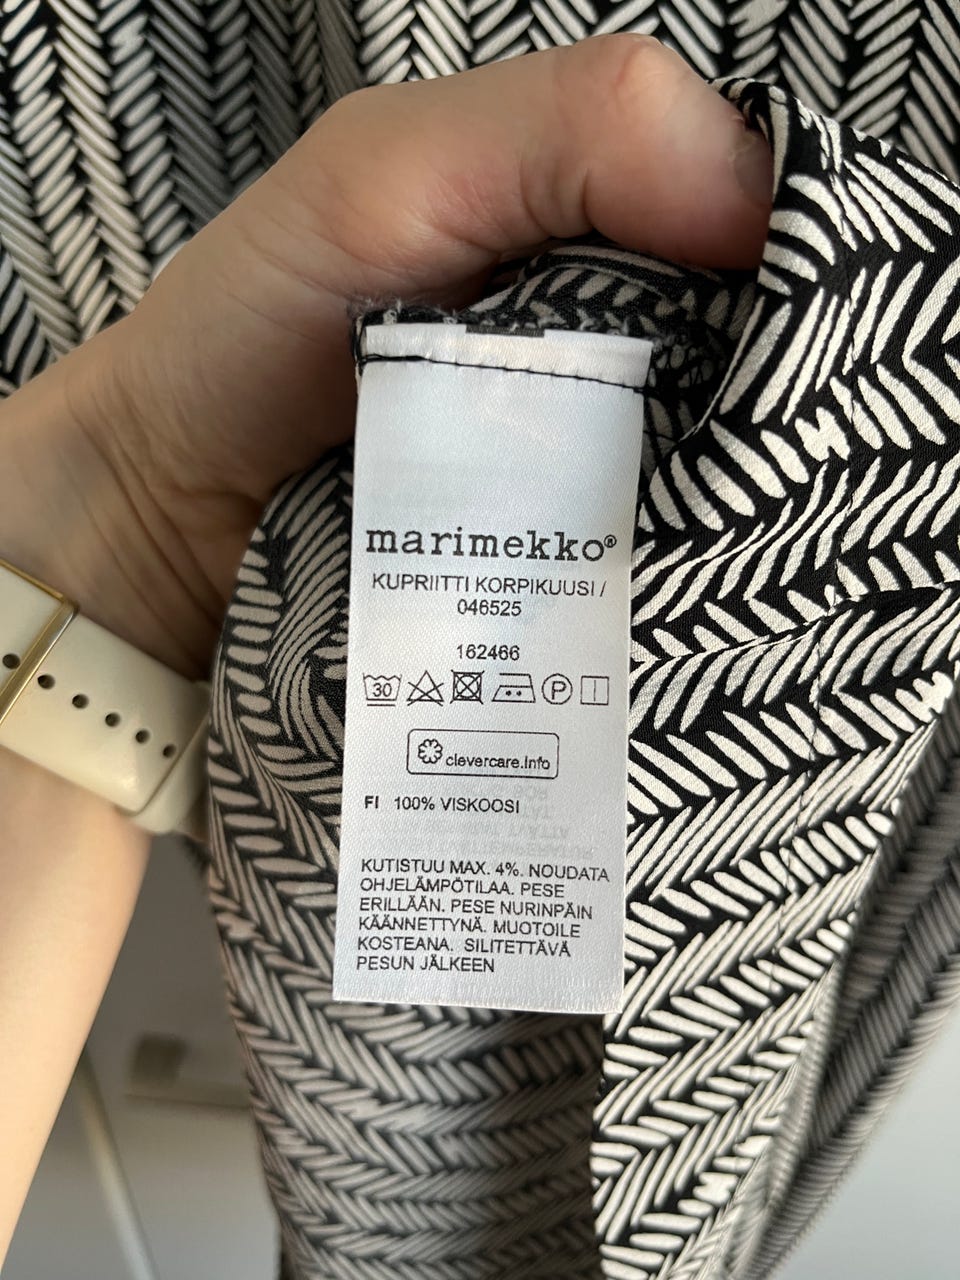 marimekko®
KUPRIITTI KORPIKUUSI /
046525
162466
30 P
clevercare.info
FI 100% VISKOOSI
KUTISTUU MAX. 4%. NOUDATA
OHJELÄMPÖTILAA. PESE
ERILLÄÄN. PESE NURINPÄIN
KÄÄNNETTYNÄ. MUOTOILE
KOSTEANA. SILITETTÄVÄ
PESUN JÄLKEEN